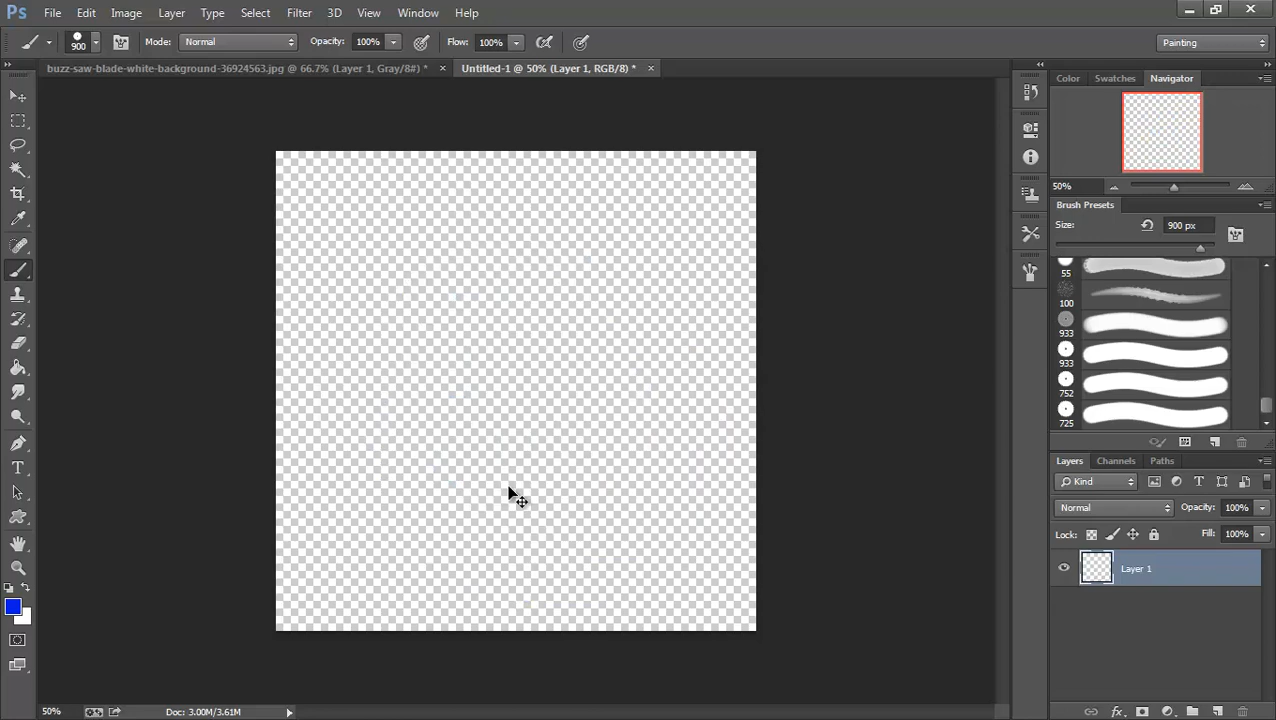 Ps File Edit Image Layer Type Select Filter 3D View Window Help
900 Mode: Normal Opacity: 100% Flow: 100% Painting
buzz-saw-blade-white-background-36924563.jpg @ 66.7% (Layer 1, Gray/8#) * × Untitled-1 @ 50% (Layer 1, RGB/8) * ×
Color Swatches Navigator
50%
Brush Presets
Size: 900 px
55
100
933
933
752
725
Layers Channels Paths
Kind
Normal Opacity: 100%
Lock: Fill: 100%
Layer 1
50% Doc: 3.00M/3.61M